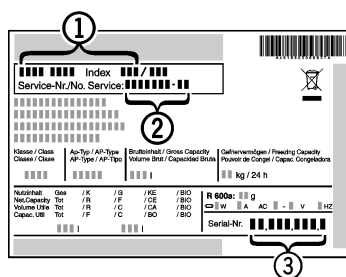 1
Index /
Service-Nr./No. Service: -
2
Klasse / Class
Classe / Clase
Ap-Typ / AP-Type
AP-Type / AP-Tipo
Bruttoinhalt / Gross Capacity
Volume Brut / Capacidad Bruta
l
Gefriervermögen / Freezing Capacity
Pouvoir de Congel / Capac. Congeladora
kg / 24 h
Nutzinhalt Gee / K / G / KE / BIO
Net.Capacity Tot / R / F / CE / BIO
Volume Utile Tot / R / C / CA / BIO
Capac. Util Tot / F / C / BO / BIO
l l
R 600a: g
W A AC - V HZ
Serial-Nr. . . .
3